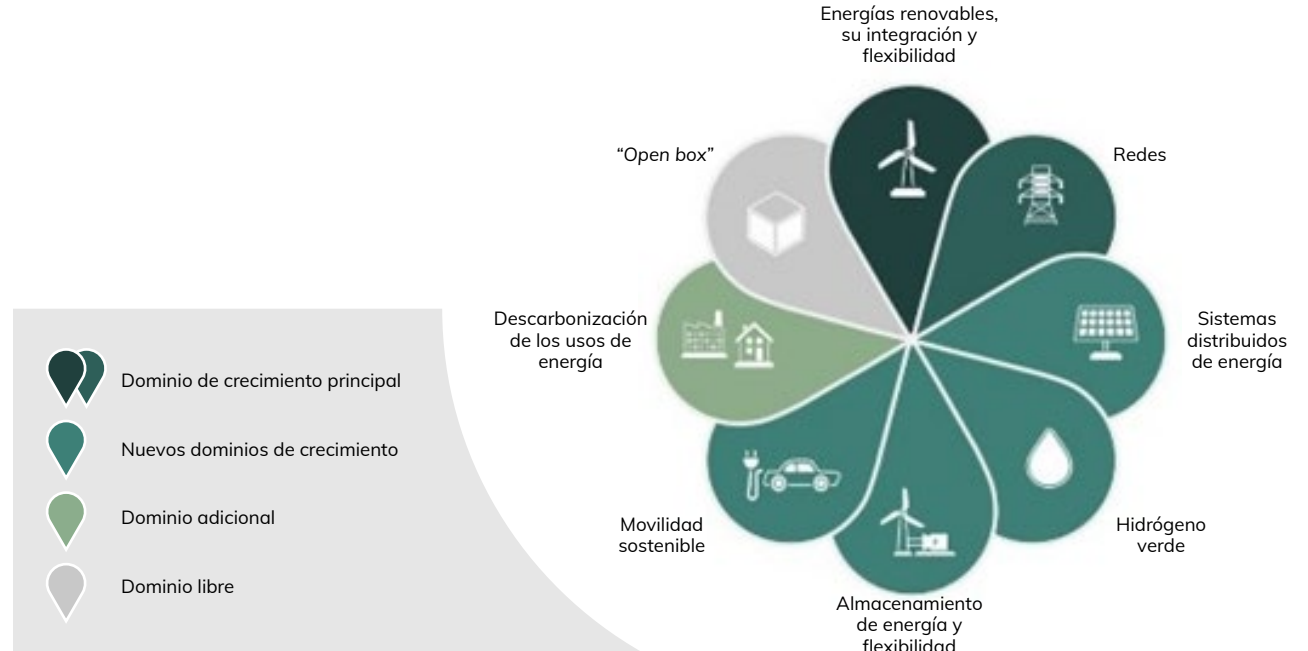 Energías renovables,
su integración y
flexibilidad
“Open box”
Redes
Descarbonización
de los usos de
energía
Sistemas
distribuidos
de energía
Dominio de crecimiento principal
Nuevos dominios de crecimiento
Dominio adicional
Dominio libre
Movilidad
sostenible
Hidrógeno
verde
Almacenamiento
de energía y
flexibilidad